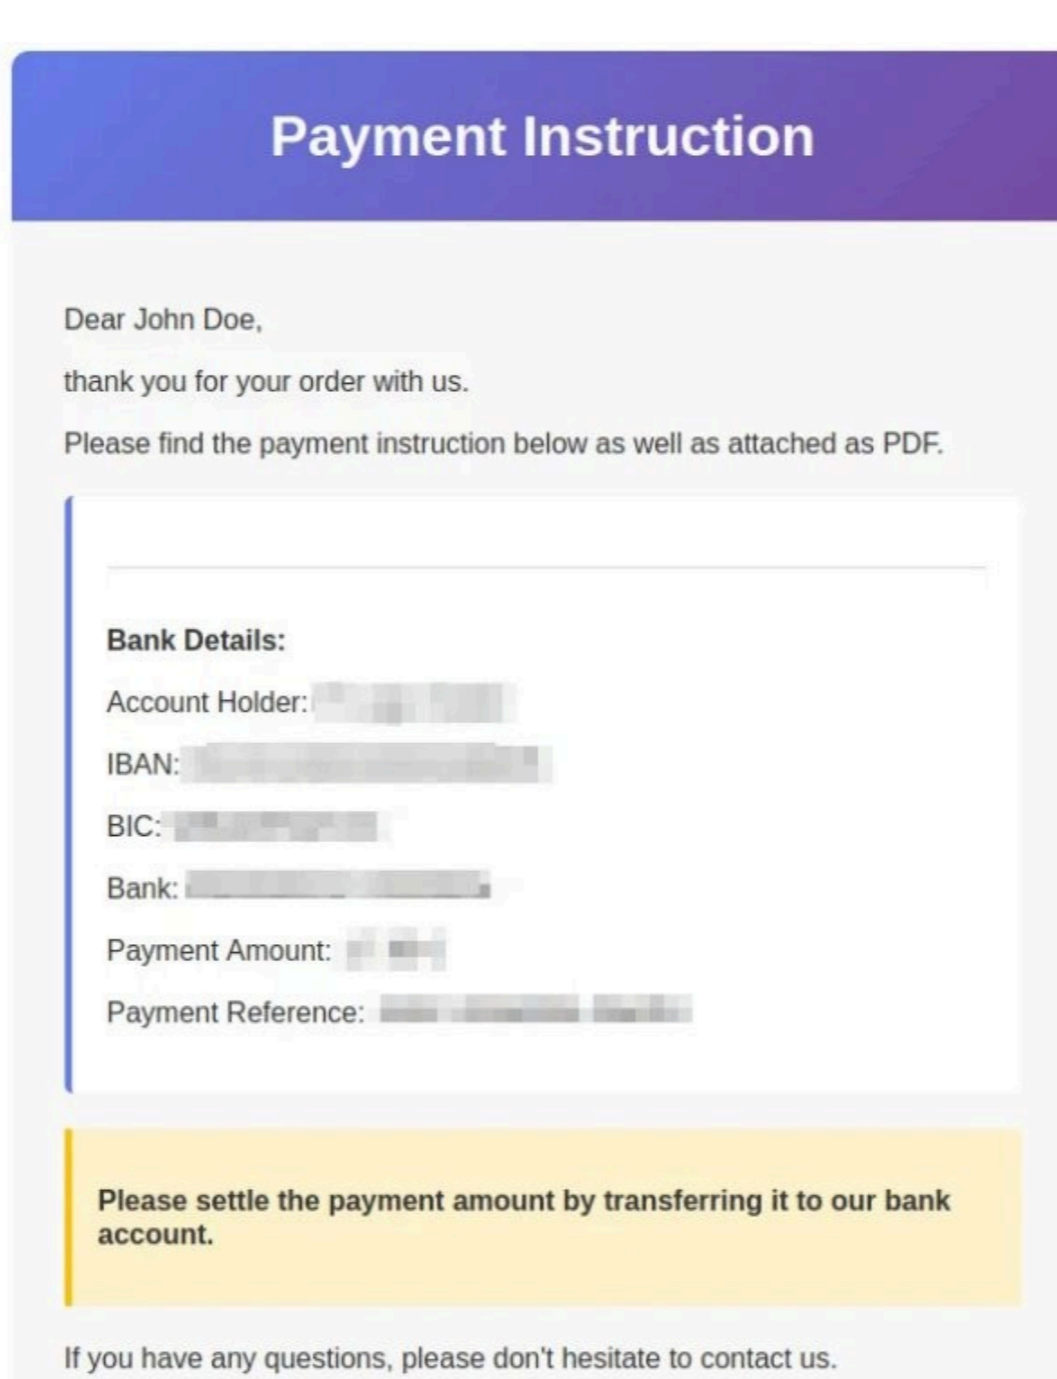 Payment Instruction
Dear John Doe,
thank you for your order with us.
Please find the payment instruction below as well as attached as PDF.
Bank Details:
Account Holder:
IBAN:
BIC:
Bank:
Payment Amount:
Payment Reference:
Please settle the payment amount by transferring it to our bank
account.
If you have any questions, please don't hesitate to contact us.